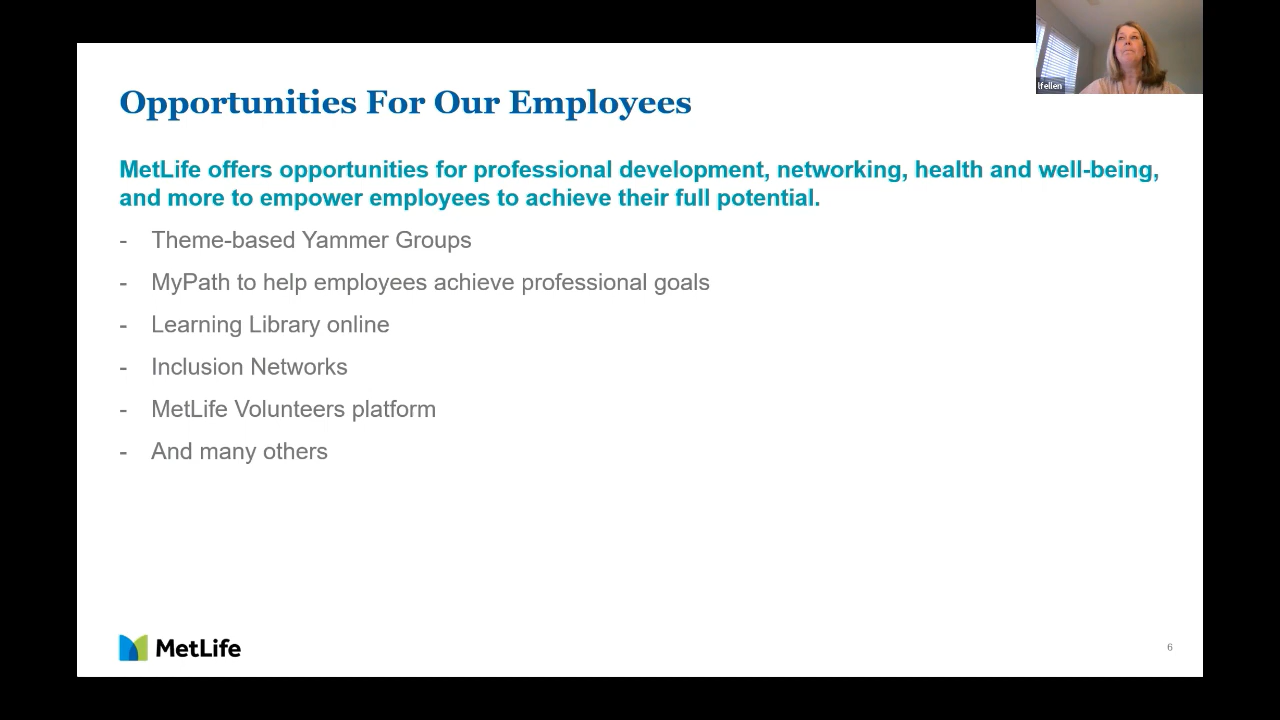 Opportunities For Our Employees
lfellen
MetLife offers opportunities for professional development, networking, health and well-being,
and more to empower employees to achieve their full potential.
- Theme-based Yammer Groups
- MyPath to help employees achieve professional goals
- Learning Library online
- Inclusion Networks
- MetLife Volunteers platform
- And many others
MetLife
6